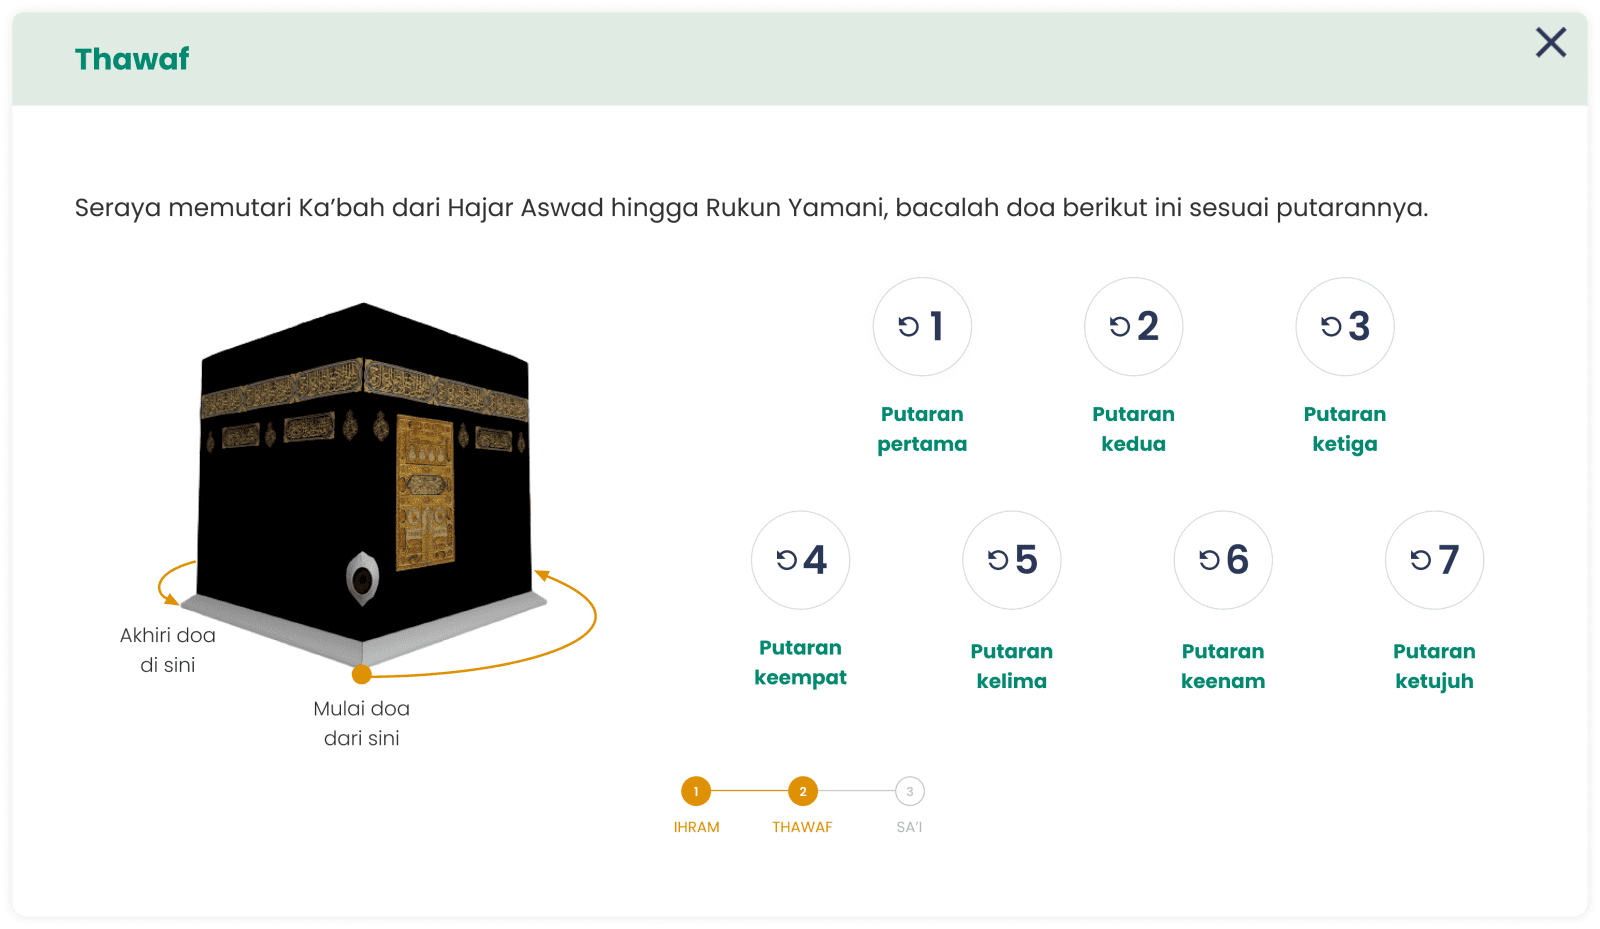 Thawaf
Seraya memutari Ka’bah dari Hajar Aswad hingga Rukun Yamani, bacalah doa berikut ini sesuai putarannya.
Akhiri doa
di sini
Mulai doa
dari sini
1
Putaran
pertama
2
Putaran
kedua
3
Putaran
ketiga
4
Putaran
keempat
5
Putaran
kelima
6
Putaran
keenam
7
Putaran
ketujuh
1
IHRAM
2
THAWAF
3
SA’I